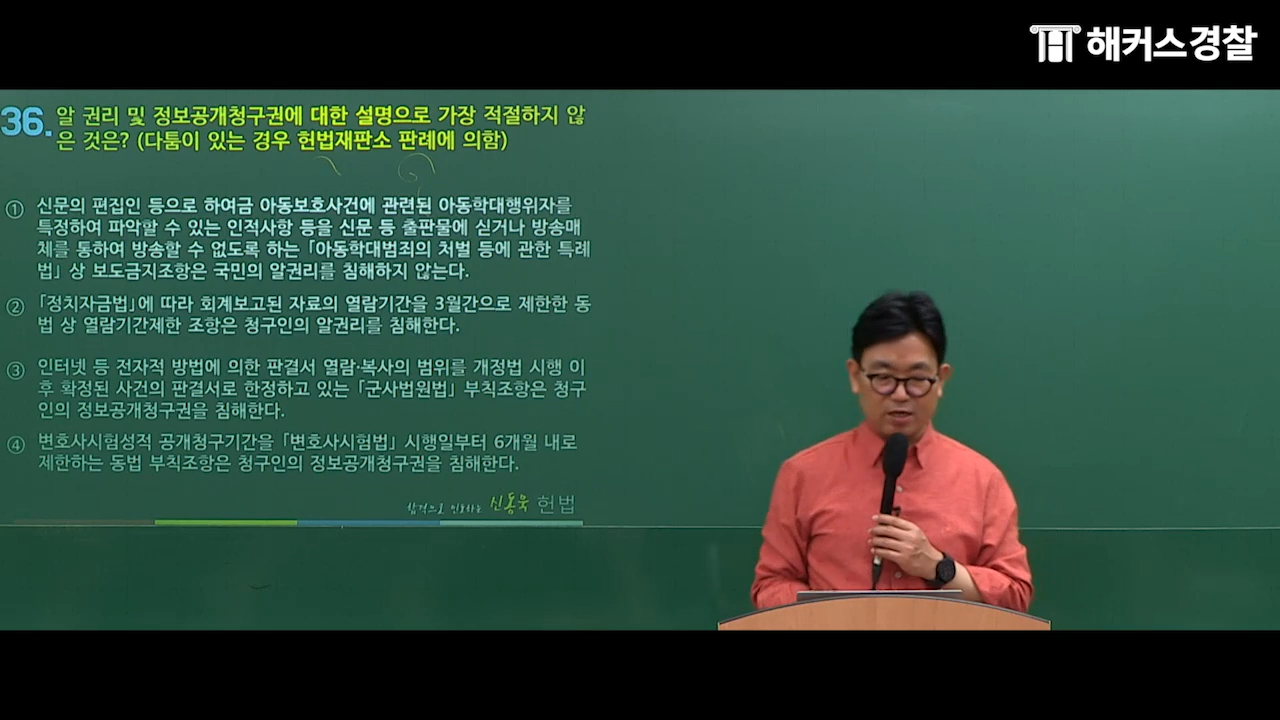 해커스경찰
36. 알 권리 및 정보공개청구권에 대한 설명으로 가장 적절하지 않
은 것은? (다툼이 있는 경우 헌법재판소 판례에 의함)
① 신문의 편집인 등으로 하여금 아동보호사건에 관련된 아동학대행위자를
특정하여 파악할 수 있는 인적사항 등을 신문 등 출판물에 싣거나 방송매
체를 통하여 방송할 수 없도록 하는 「아동학대범죄의 처벌 등에 관한 특례
법」 상 보도금지조항은 국민의 알권리를 침해하지 않는다.
② 「정치자금법」에 따라 회계보고된 자료의 열람기간을 3월간으로 제한한 동
법 상 열람기간제한 조항은 청구인의 알권리를 침해한다.
③ 인터넷 등 전자적 방법에 의한 판결서 열람·복사의 범위를 개정법 시행 이
후 확정된 사건의 판결서로 한정하고 있는 「군사법원법」 부칙조항은 청구
인의 정보공개청구권을 침해한다.
④ 변호사시험성적 공개청구기간을 「변호사시험법」 시행일부터 6개월 내로
제한하는 동법 부칙조항은 청구인의 정보공개청구권을 침해한다.
합격으로 인도하는 신동욱 헌법